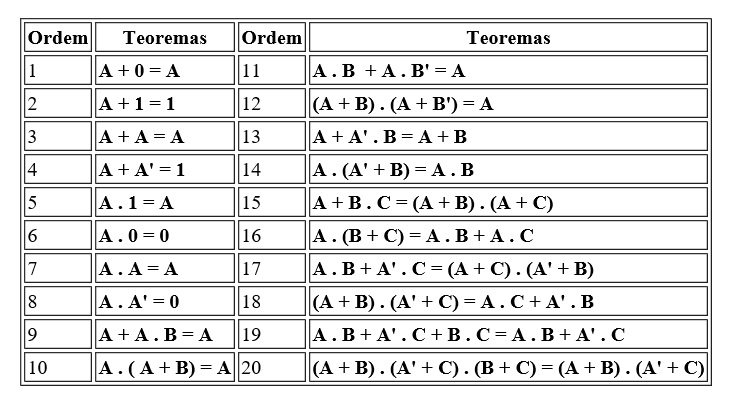 Ordem Teoremas Ordem Teoremas
1 A + 0 = A 11 A . B + A . B' = A
2 A + 1 = 1 12 (A + B) . (A + B') = A
3 A + A = A 13 A + A' . B = A + B
4 A + A' = 1 14 A . (A' + B) = A . B
5 A . 1 = A 15 A + B . C = (A + B) . (A + C)
6 A . 0 = 0 16 A . (B + C) = A . B + A . C
7 A . A = A 17 A . B + A' . C = (A + C) . (A' + B)
8 A . A' = 0 18 (A + B) . (A' + C) = A . C + A' . B
9 A + A . B = A 19 A . B + A' . C + B . C = A . B + A' . C
10 A . ( A + B) = A 20 (A + B) . (A' + C) . (B + C) = (A + B) . (A' + C)